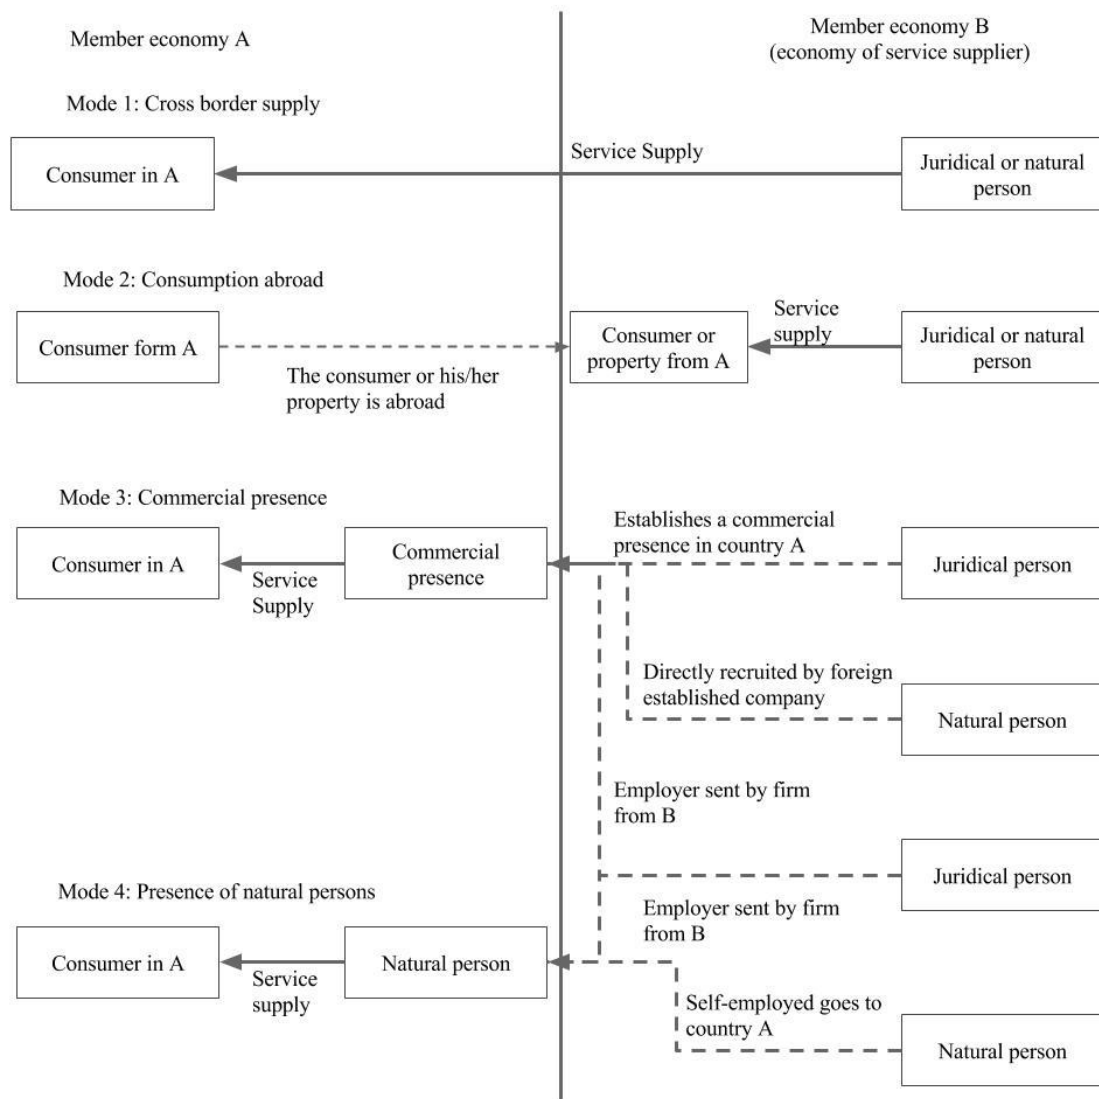 Member economy A
Member economy B
(economy of service supplier)
Mode 1: Cross border supply
Consumer in A
Service Supply
Juridical or natural
person
Mode 2: Consumption abroad
Consumer form A
The consumer or his/her
property is abroad
Consumer or
property from A
Service
supply
Juridical or natural
person
Mode 3: Commercial presence
Consumer in A
Service
Supply
Commercial
presence
Establishes a commercial
presence in country A
Juridical person
Directly recruited by foreign
established company
Natural person
Employer sent by firm
from B
Juridical person
Mode 4: Presence of natural persons
Employer sent by firm
from B
Consumer in A
Service
supply
Natural person
Self-employed goes to
country A
Natural person